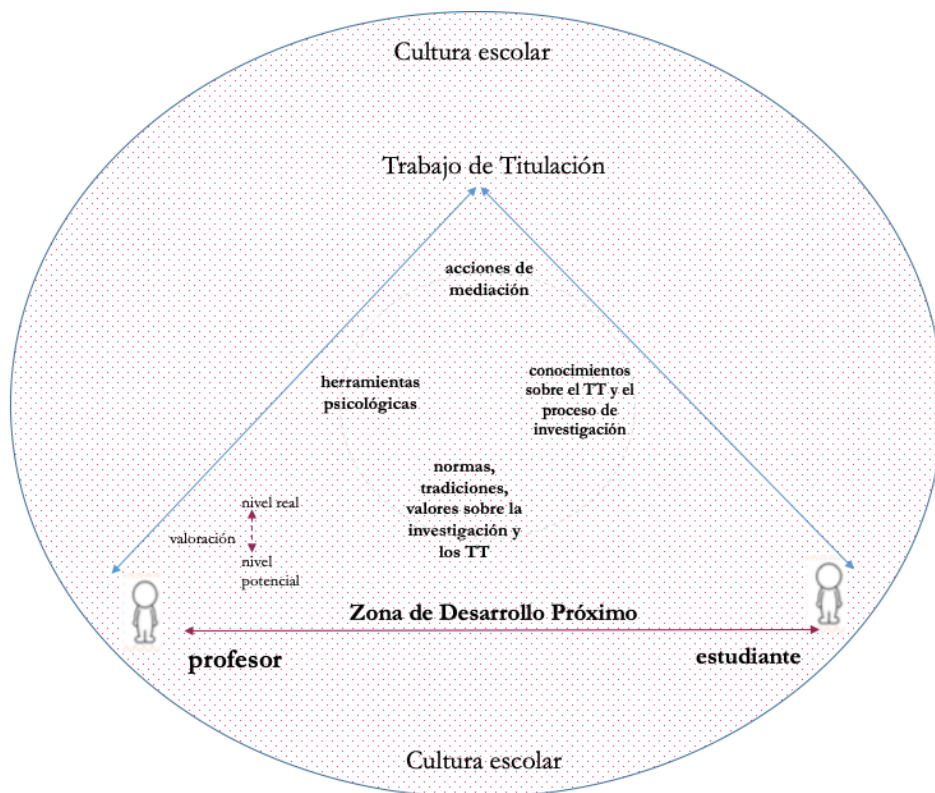 Cultura escolar
Trabajo de Titulación
acciones de
mediación
herramientas
psicológicas
conocimientos
sobre el TT y el
proceso de
investigación
normas,
tradiciones,
valores sobre la
investigación y
los TT
nivel real
valoración
nivel
potencial
Zona de Desarrollo Próximo
profesor
estudiante
Cultura escolar